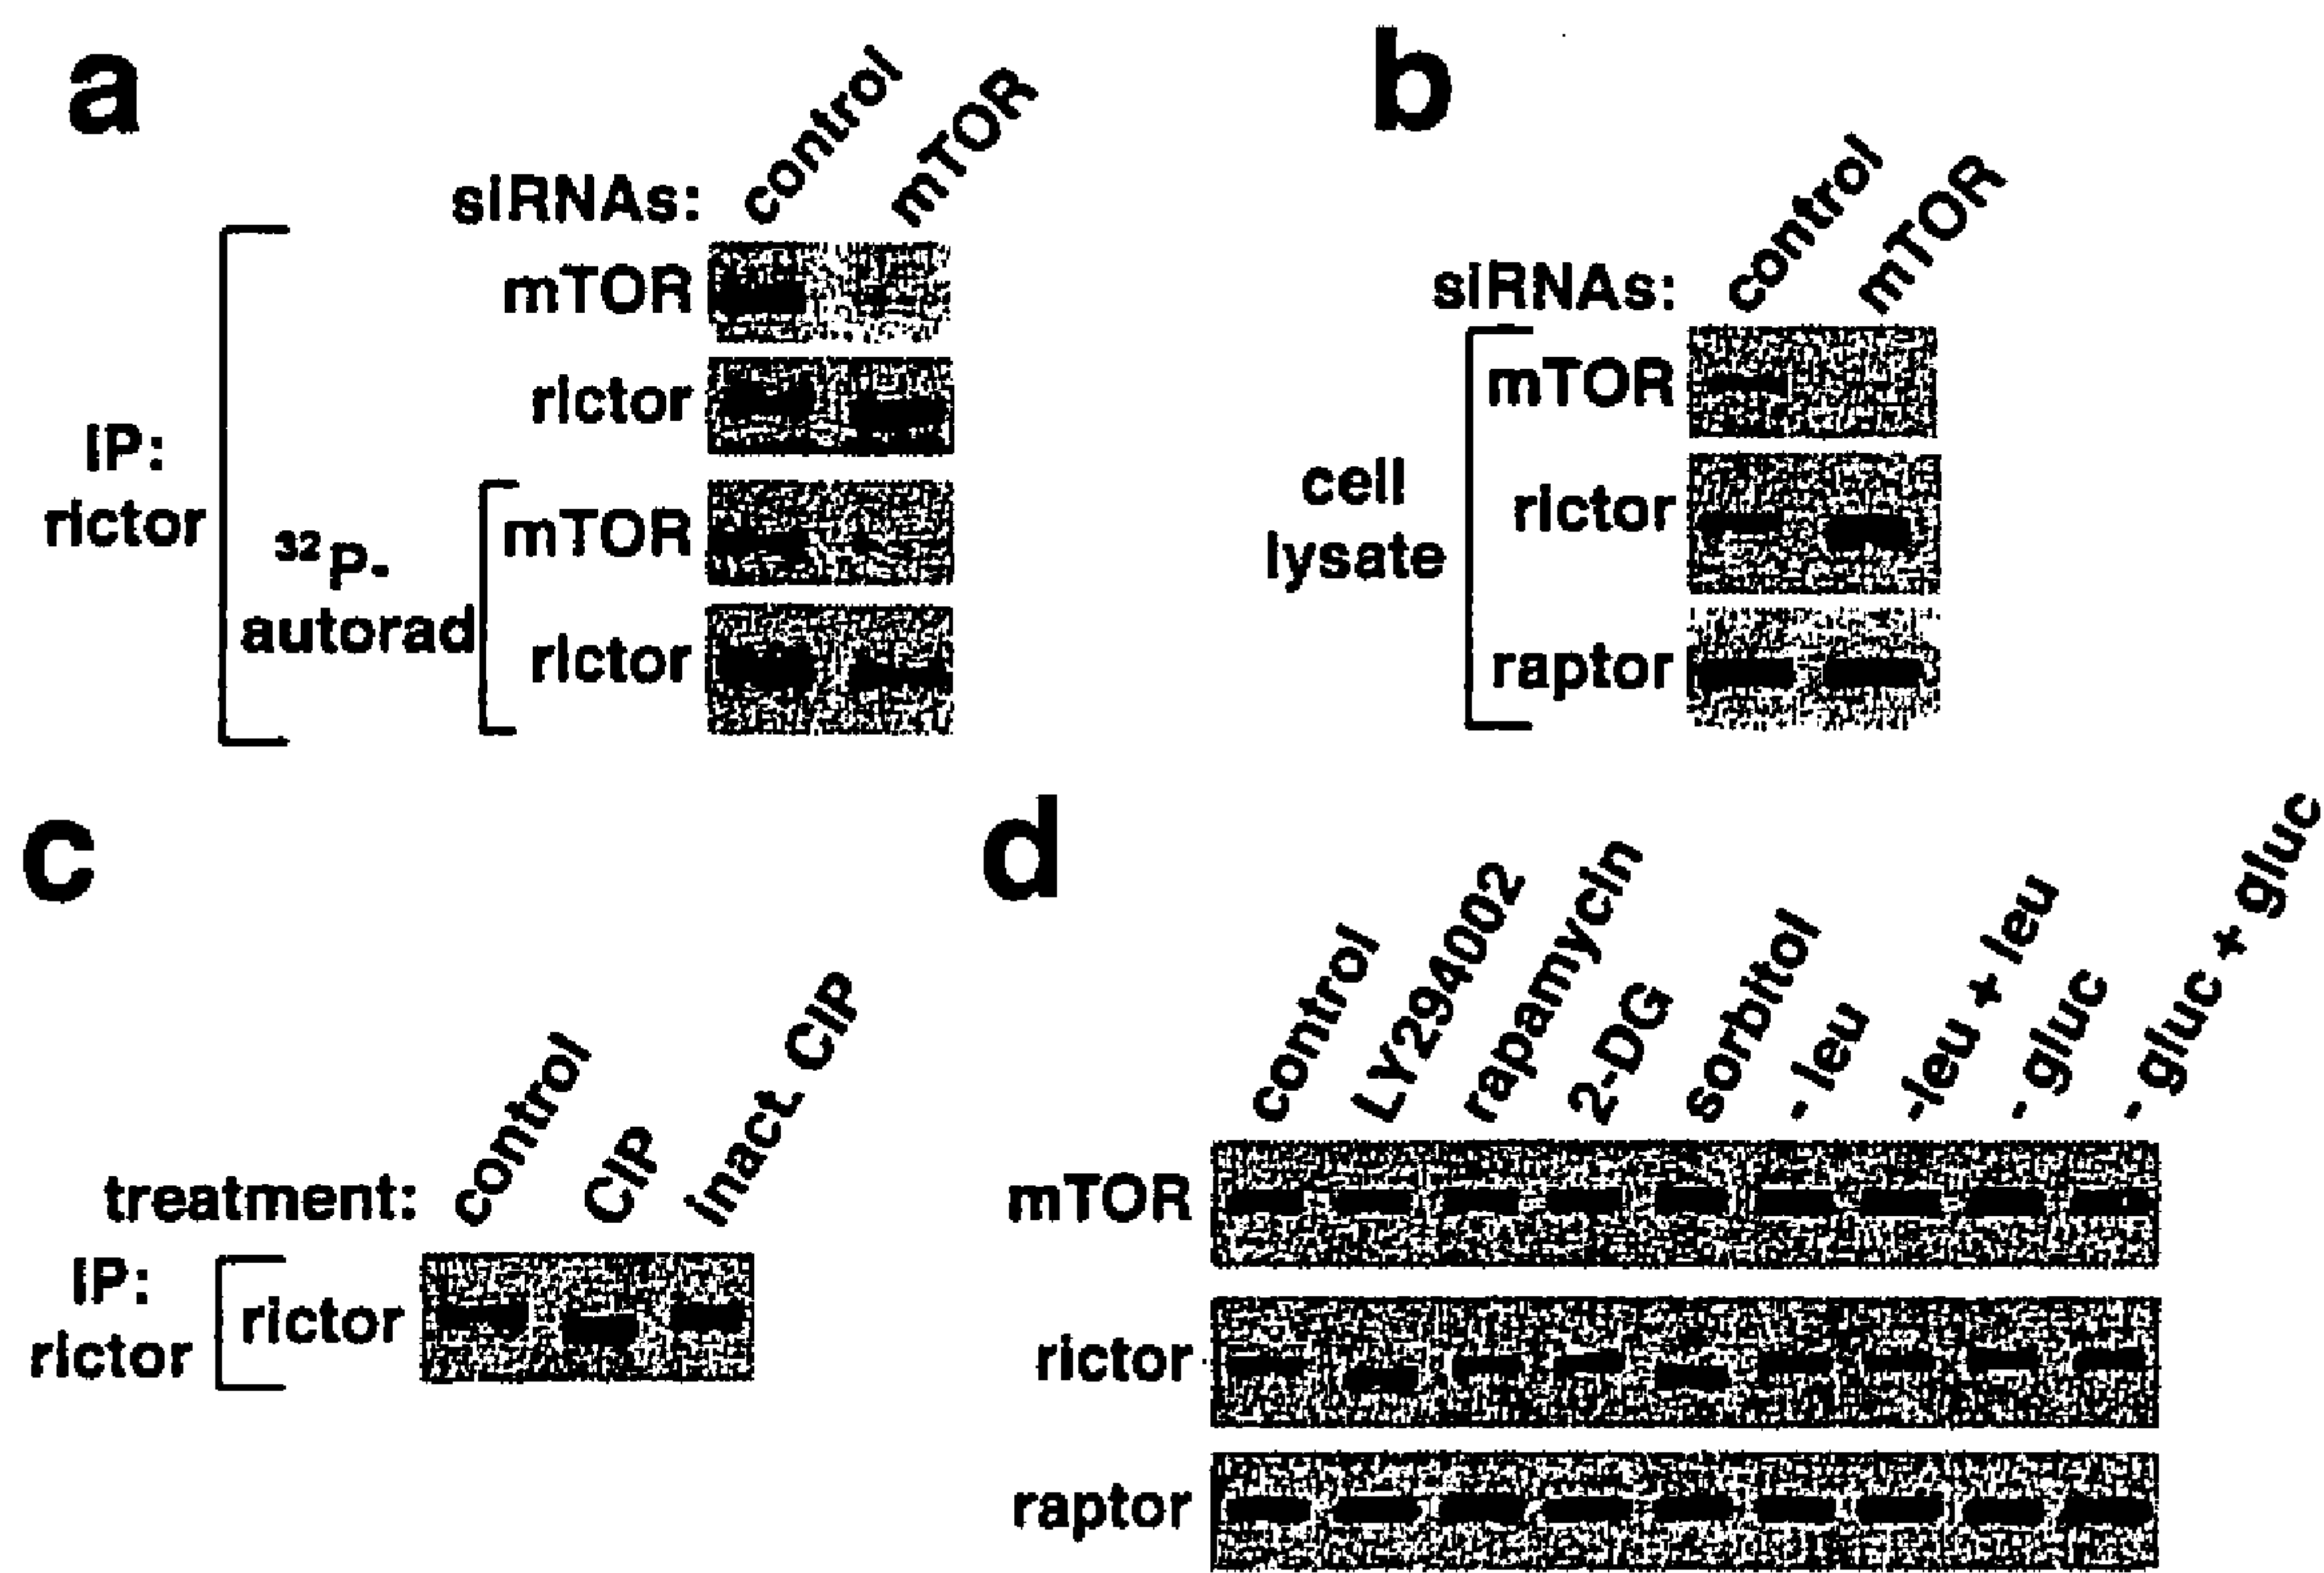 a
control
mTOR
siRNAs:
mTOR
rictor
IP:
rictor
32P-
autorad
mTOR
rictor
b
control
mTOR
siRNAs:
cell
lysate
mTOR
rictor
raptor
c
control
CIP
inact. CIP
treatment:
IP:
rictor
rictor
d
control
LY294002
rapamycin
2-DG
sorbitol
- leu
-leu + leu
- gluc
- gluc + gluc
mTOR
rictor
raptor